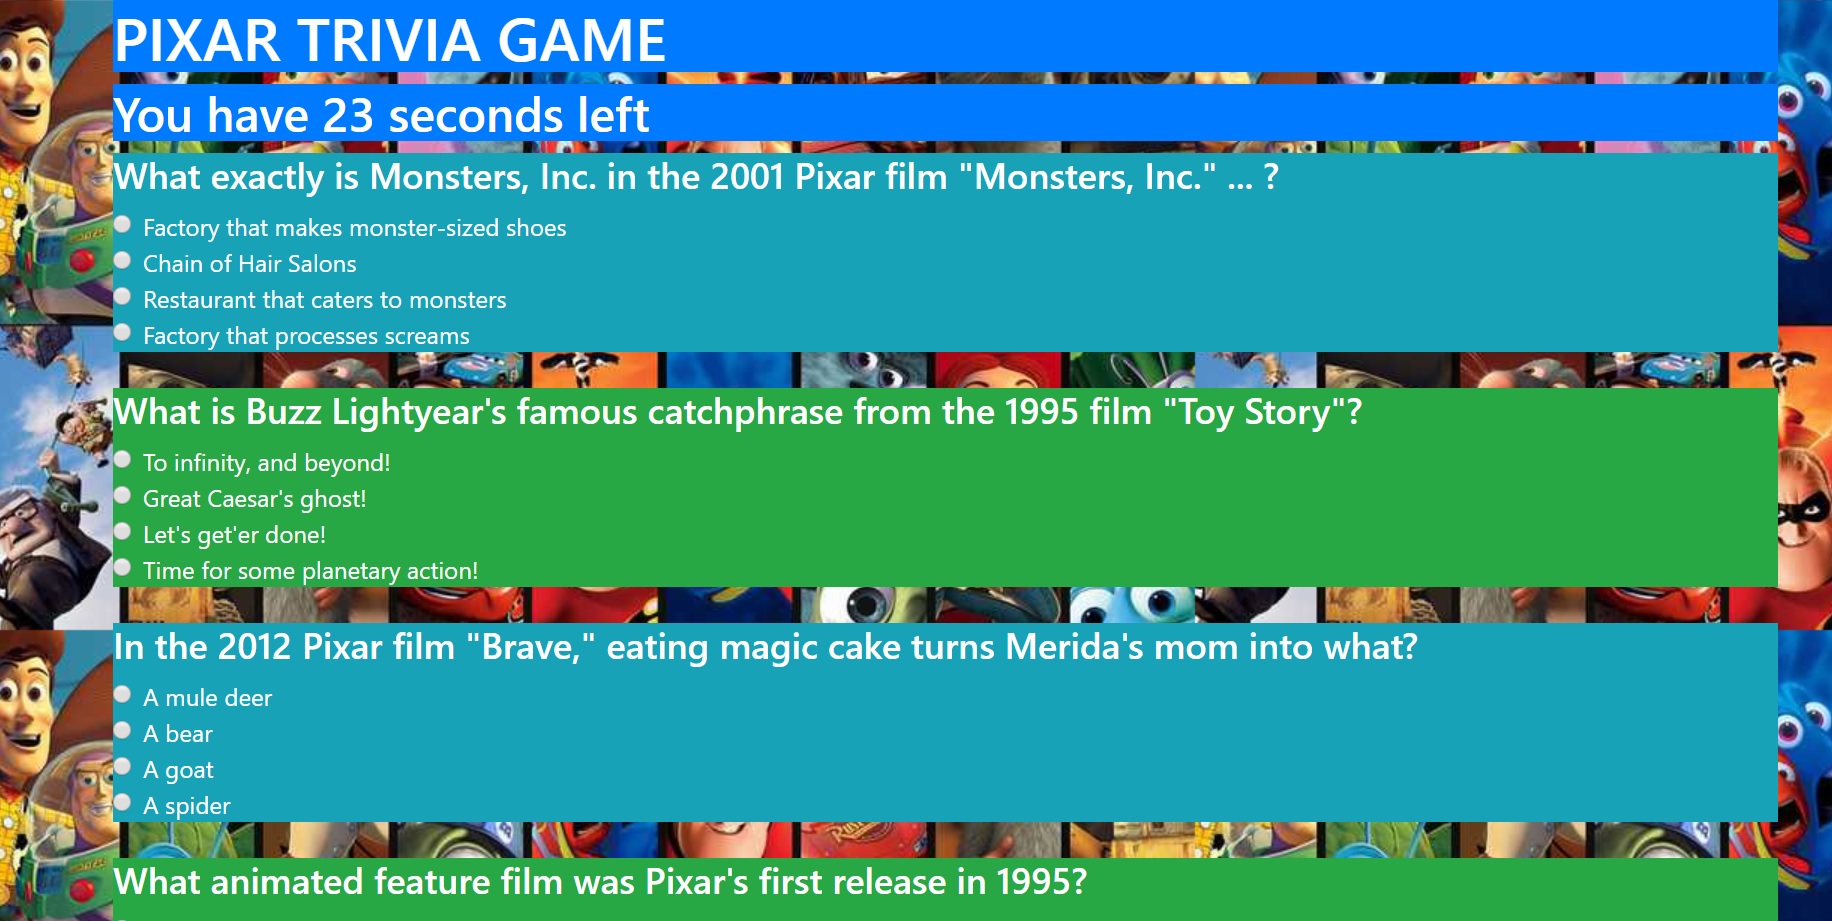 PIXAR TRIVIA GAME
You have 23 seconds left
What exactly is Monsters, Inc. in the 2001 Pixar film "Monsters, Inc." ... ?
Factory that makes monster-sized shoes
Chain of Hair Salons
Restaurant that caters to monsters
Factory that processes screams
What is Buzz Lightyear's famous catchphrase from the 1995 film "Toy Story"?
To infinity, and beyond!
Great Caesar's ghost!
Let's get'er done!
Time for some planetary action!
In the 2012 Pixar film "Brave," eating magic cake turns Merida's mom into what?
A mule deer
A bear
A goat
A spider
What animated feature film was Pixar's first release in 1995?